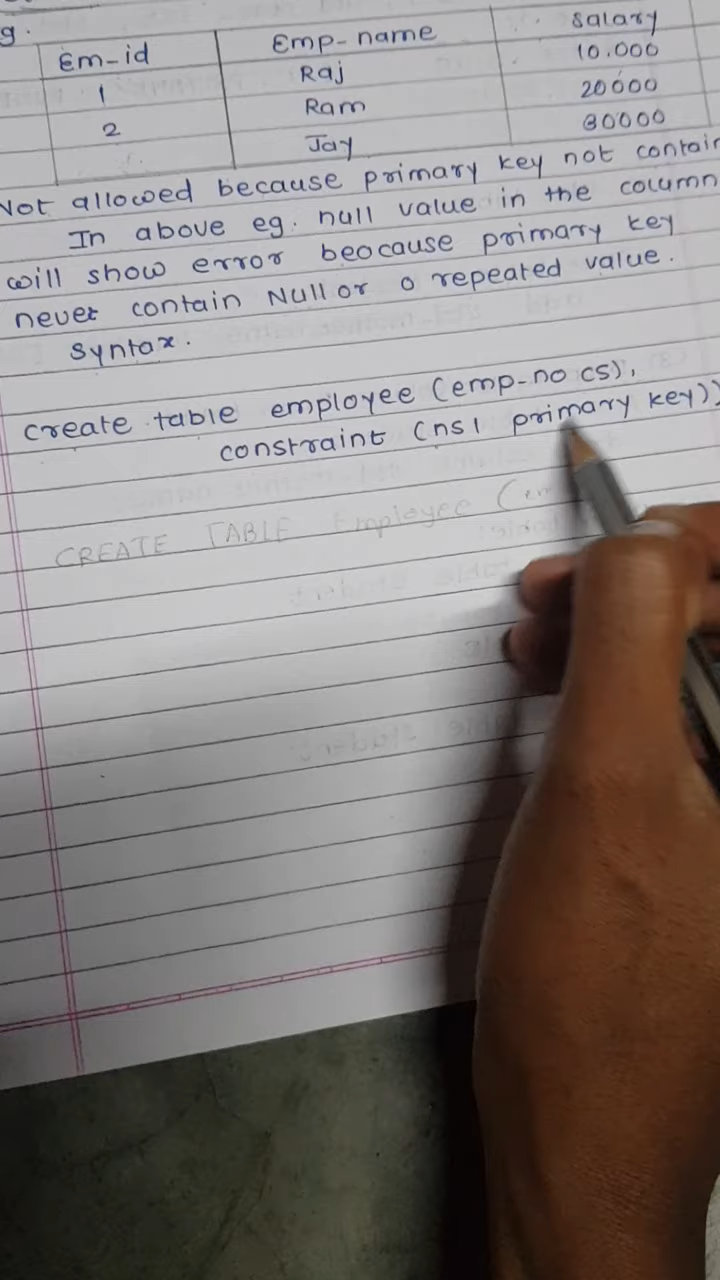 g.
Em-id Emp-name Salary
1 Raj 10.000
2 Ram 20000
Jay 30000
Not allowed because primary key not contain
In above eg. null value in the column
will show error beocause primary key
never contain Null or o repeated value.
Syntax.
create table employee (emp-no cs),
constraint (ns1 primary key))
CREATE TABLE Employee (em